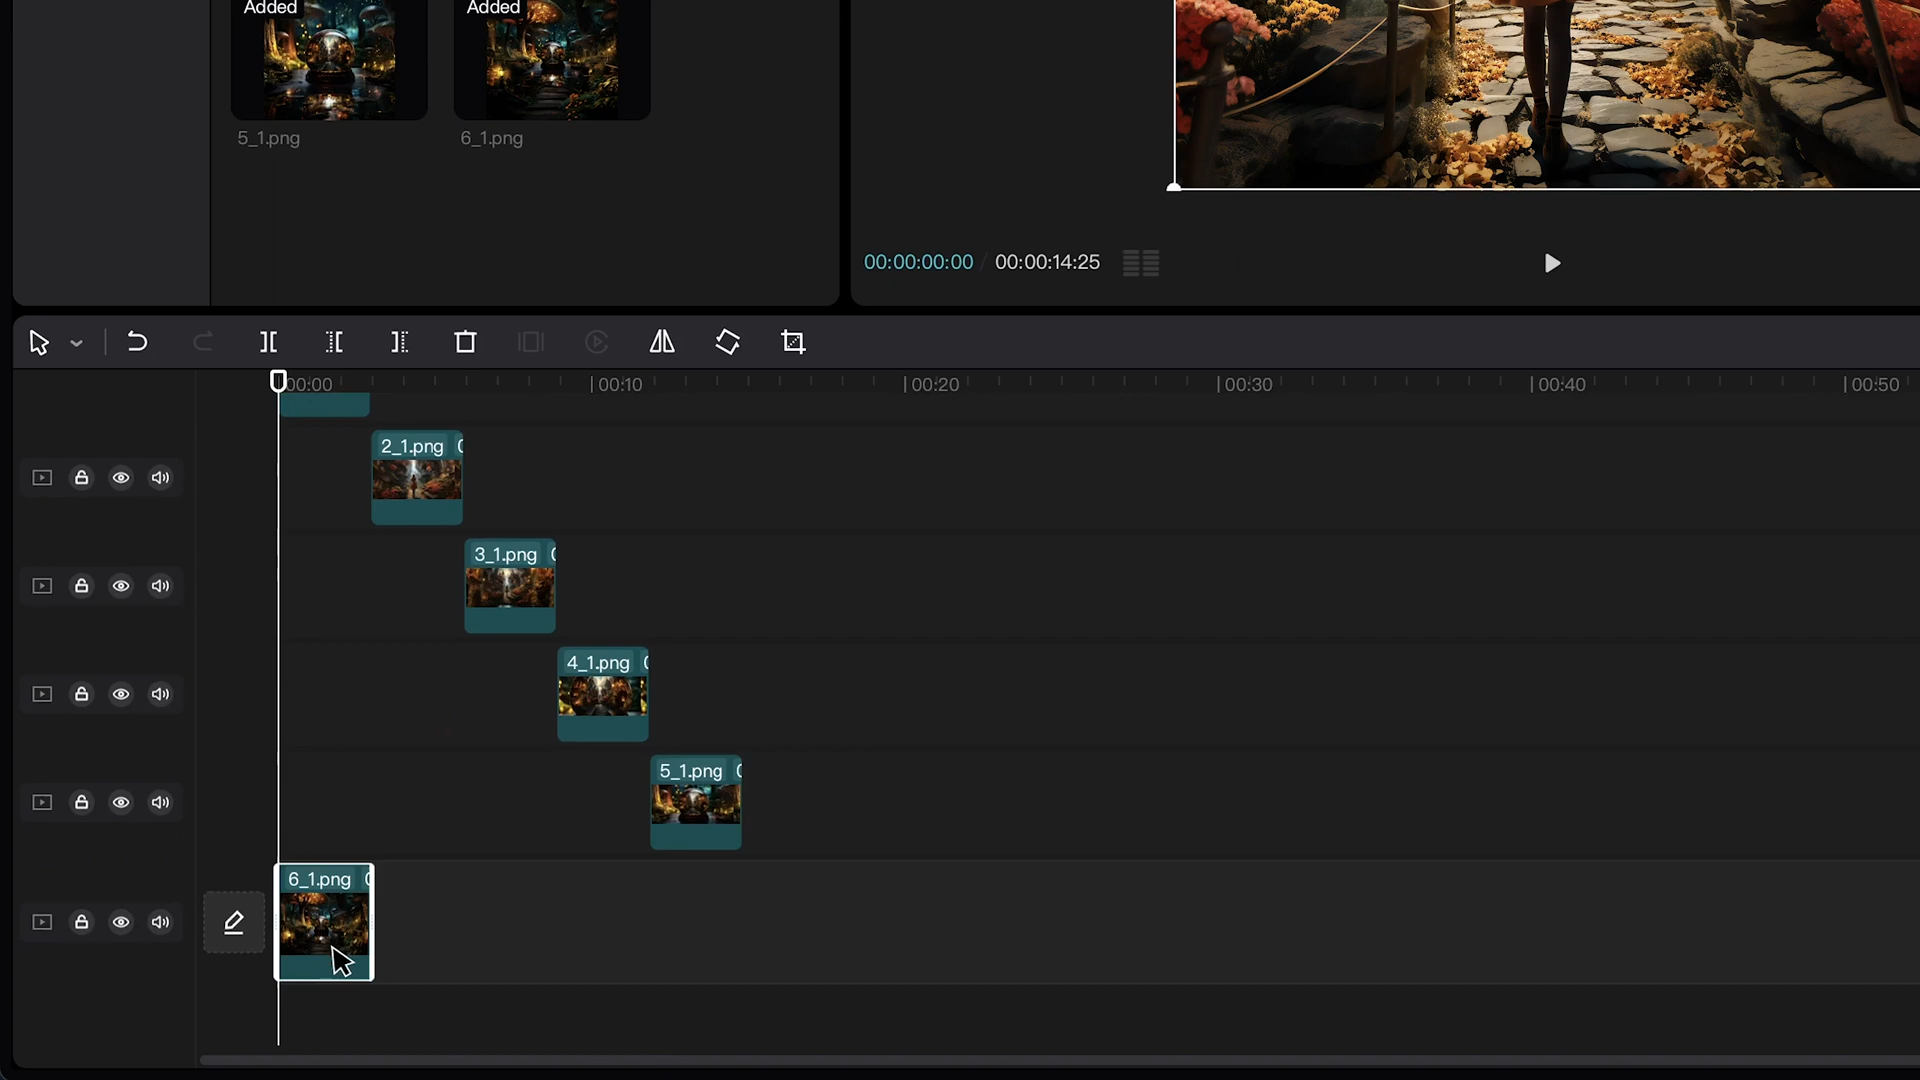 Added
Added
5_1.png
6_1.png
00:00:00:00 / 00:00:14:25
00:00
00:10
00:20
00:30
00:40
00:50
2_1.png
3_1.png
4_1.png
5_1.png
6_1.png